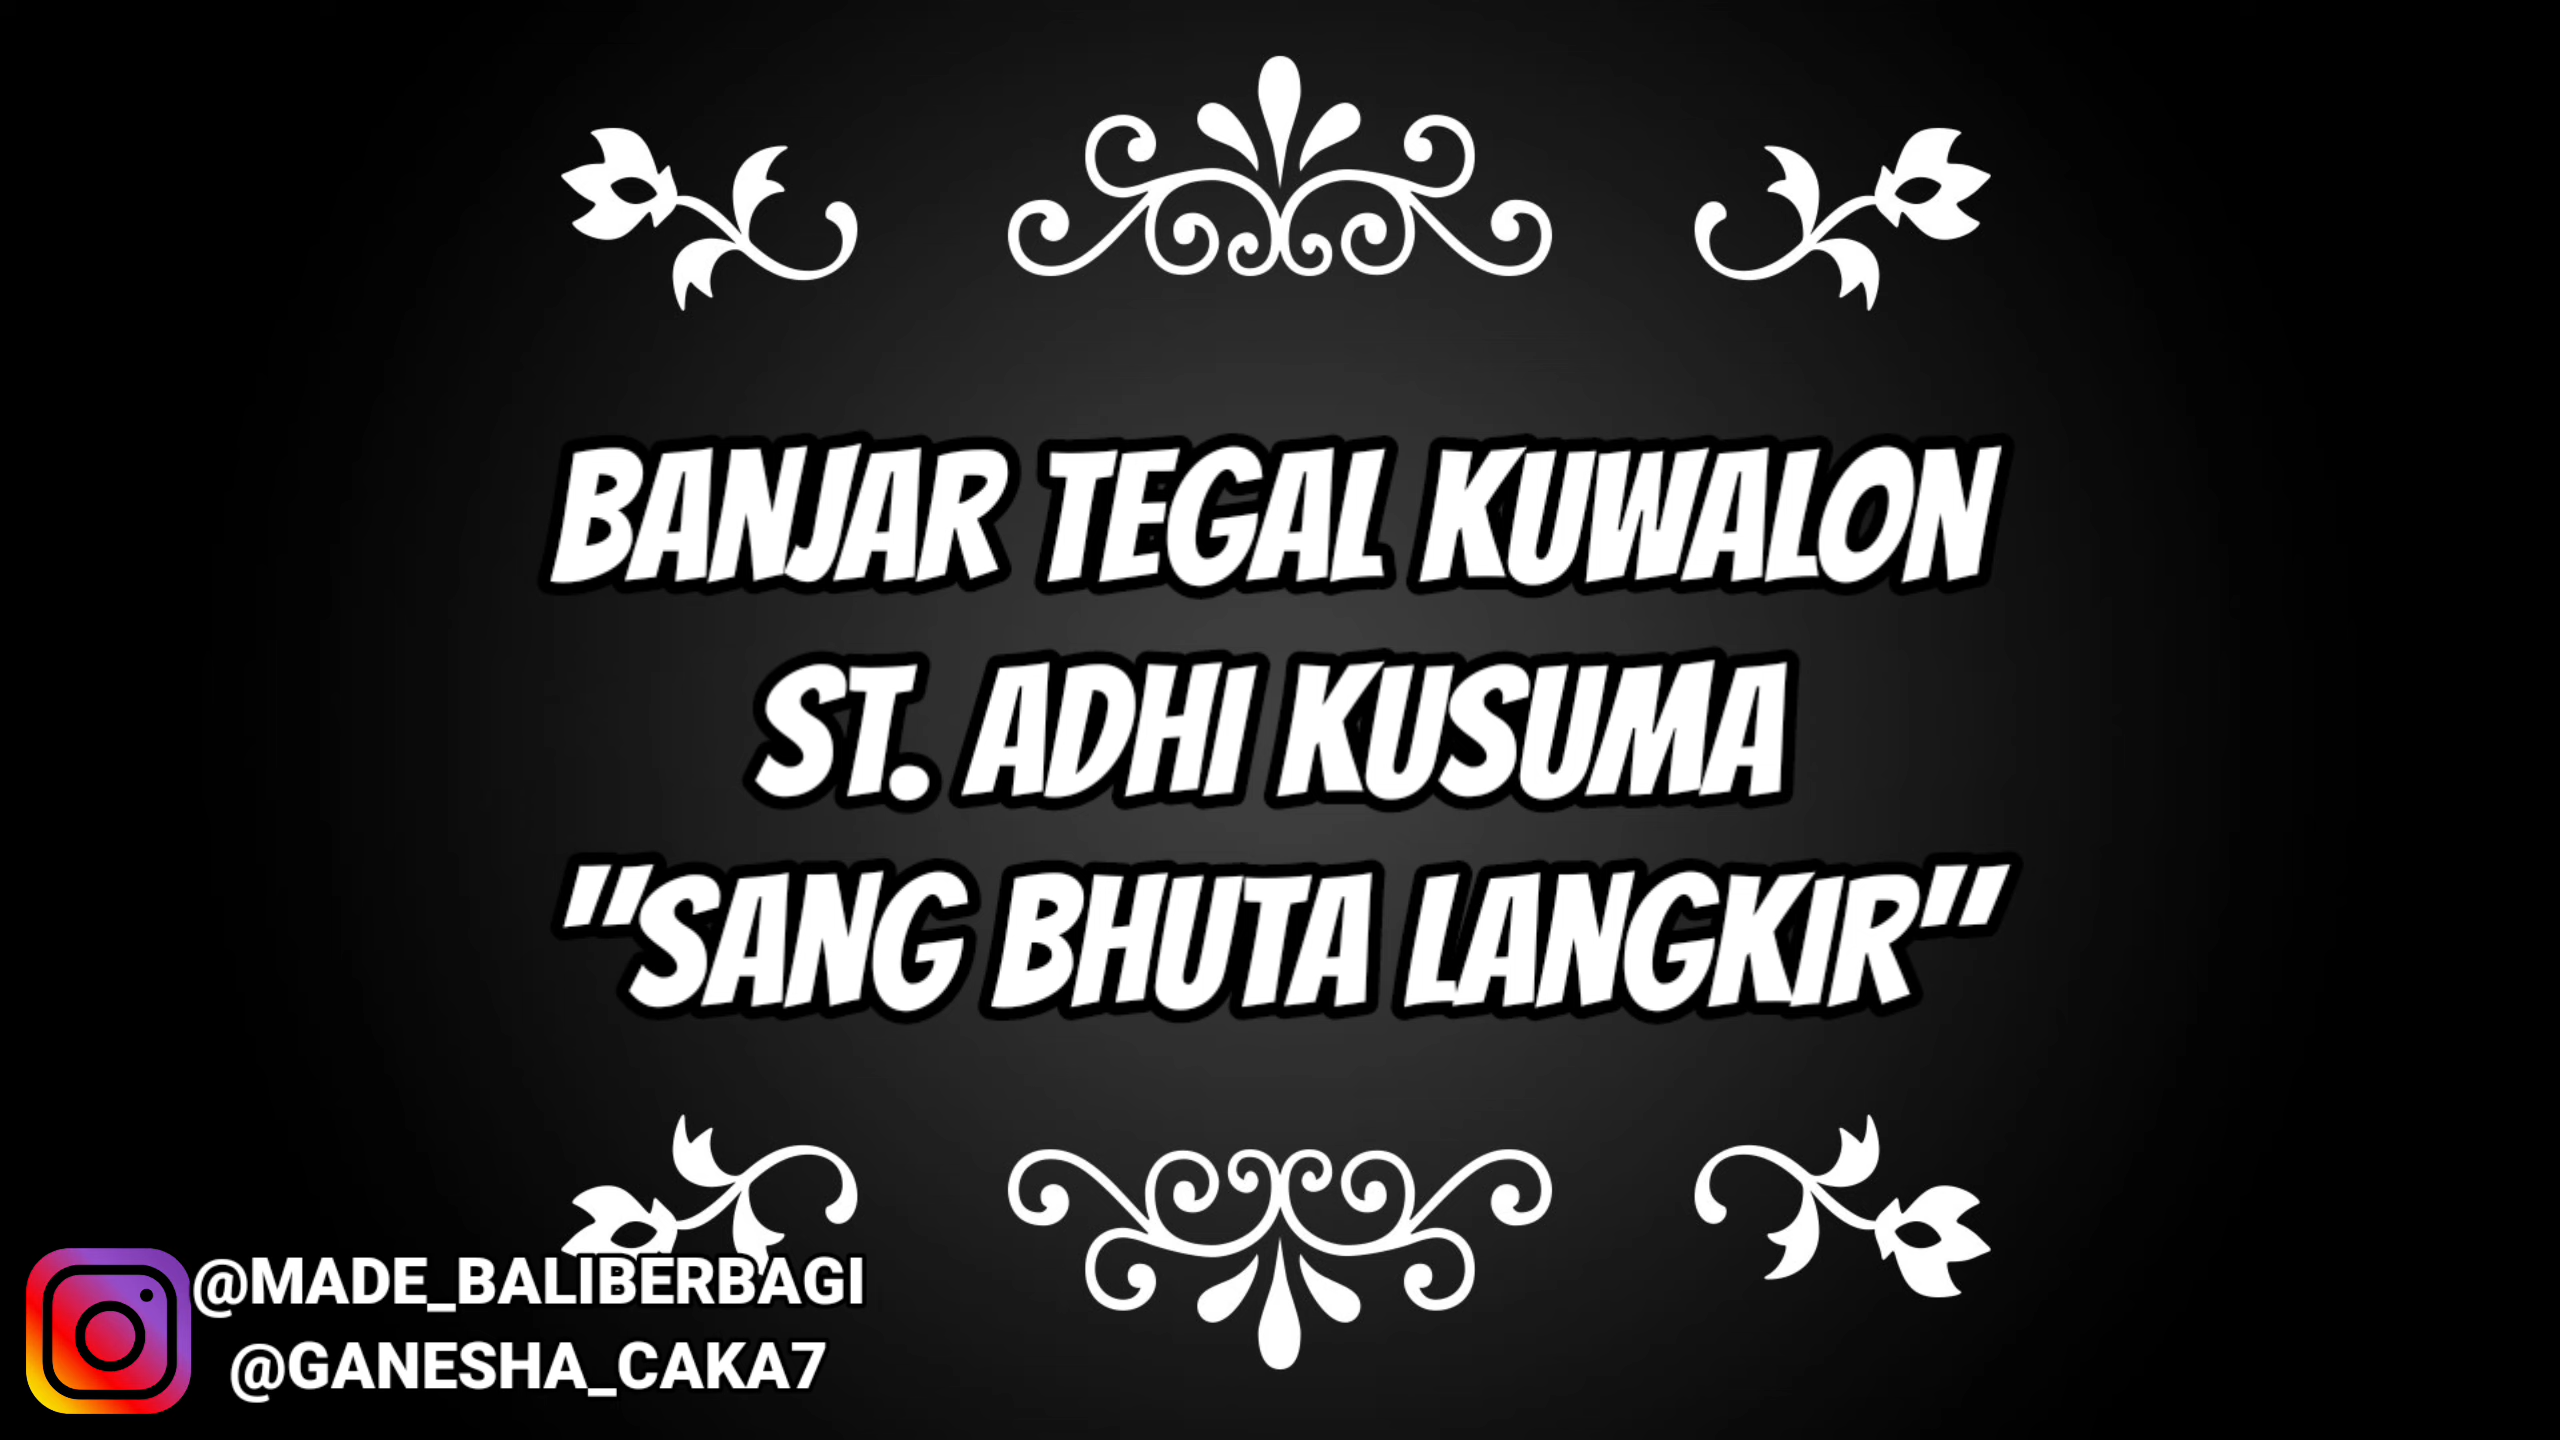 BANJAR TEGAL KUWALON
ST. ADHI KUSUMA
"SANG BHUTA LANGKIR"
@MADE_BALIBERBAGI
@GANESHA_CAKA7